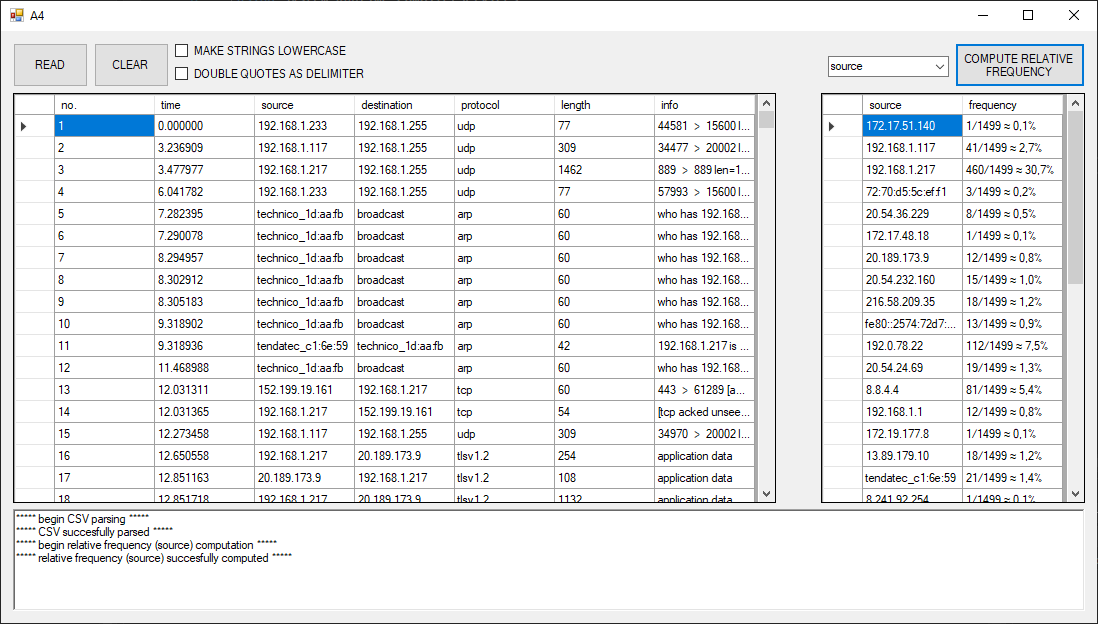 A4
READ CLEAR MAKE STRINGS LOWERCASE
DOUBLE QUOTES AS DELIMITER
source COMPUTE RELATIVE
FREQUENCY
no. time source destination protocol length info
1 0.000000 192.168.1.233 192.168.1.255 udp 77 44581 > 15600 l...
2 3.236909 192.168.1.117 192.168.1.255 udp 309 34477 > 20002 l...
3 3.477977 192.168.1.217 192.168.1.255 udp 1462 889 > 889 len=1...
4 6.041782 192.168.1.233 192.168.1.255 udp 77 57993 > 15600 l...
5 7.282395 technico_1d:aa:fb broadcast arp 60 who has 192.168...
6 7.290078 technico_1d:aa:fb broadcast arp 60 who has 192.168...
7 8.294957 technico_1d:aa:fb broadcast arp 60 who has 192.168...
8 8.302912 technico_1d:aa:fb broadcast arp 60 who has 192.168...
9 8.305183 technico_1d:aa:fb broadcast arp 60 who has 192.168...
10 9.318902 technico_1d:aa:fb broadcast arp 60 who has 192.168...
11 9.318936 tendatec_c1:6e:59 technico_1d:aa:fb arp 42 192.168.1.217 is ...
12 11.468988 technico_1d:aa:fb broadcast arp 60 who has 192.168...
13 12.031311 152.199.19.161 192.168.1.217 tcp 60 443 > 61289 [a...
14 12.031365 192.168.1.217 152.199.19.161 tcp 54 [tcp acked unsee...
15 12.273458 192.168.1.117 192.168.1.255 udp 309 34970 > 20002 l...
16 12.650558 192.168.1.217 20.189.173.9 tlsv1.2 254 application data
17 12.851163 20.189.173.9 192.168.1.217 tlsv1.2 108 application data
18 12.851718 192.168.1.217 20.189.173.9 tlsv1.2 1132 application data
source frequency
172.17.51.140 1/1499 ≈ 0,1%
192.168.1.117 41/1499 ≈ 2,7%
192.168.1.217 460/1499 ≈ 30,7%
72:70:d5:5c:ef:f1 3/1499 ≈ 0,2%
20.54.36.229 8/1499 ≈ 0,5%
172.17.48.18 1/1499 ≈ 0,1%
20.189.173.9 12/1499 ≈ 0,8%
20.54.232.160 15/1499 ≈ 1,0%
216.58.209.35 18/1499 ≈ 1,2%
fe80::2574:72d7:... 13/1499 ≈ 0,9%
192.0.78.22 112/1499 ≈ 7,5%
20.54.24.69 19/1499 ≈ 1,3%
8.8.4.4 81/1499 ≈ 5,4%
192.168.1.1 12/1499 ≈ 0,8%
172.19.177.8 1/1499 ≈ 0,1%
13.89.179.10 18/1499 ≈ 1,2%
tendatec_c1:6e:59 21/1499 ≈ 1,4%
8.241.92.254 1/1499 ≈ 0,1%
***** begin CSV parsing *****
***** CSV succesfully parsed *****
***** begin relative frequency (source) computation *****
***** relative frequency (source) succesfully computed *****